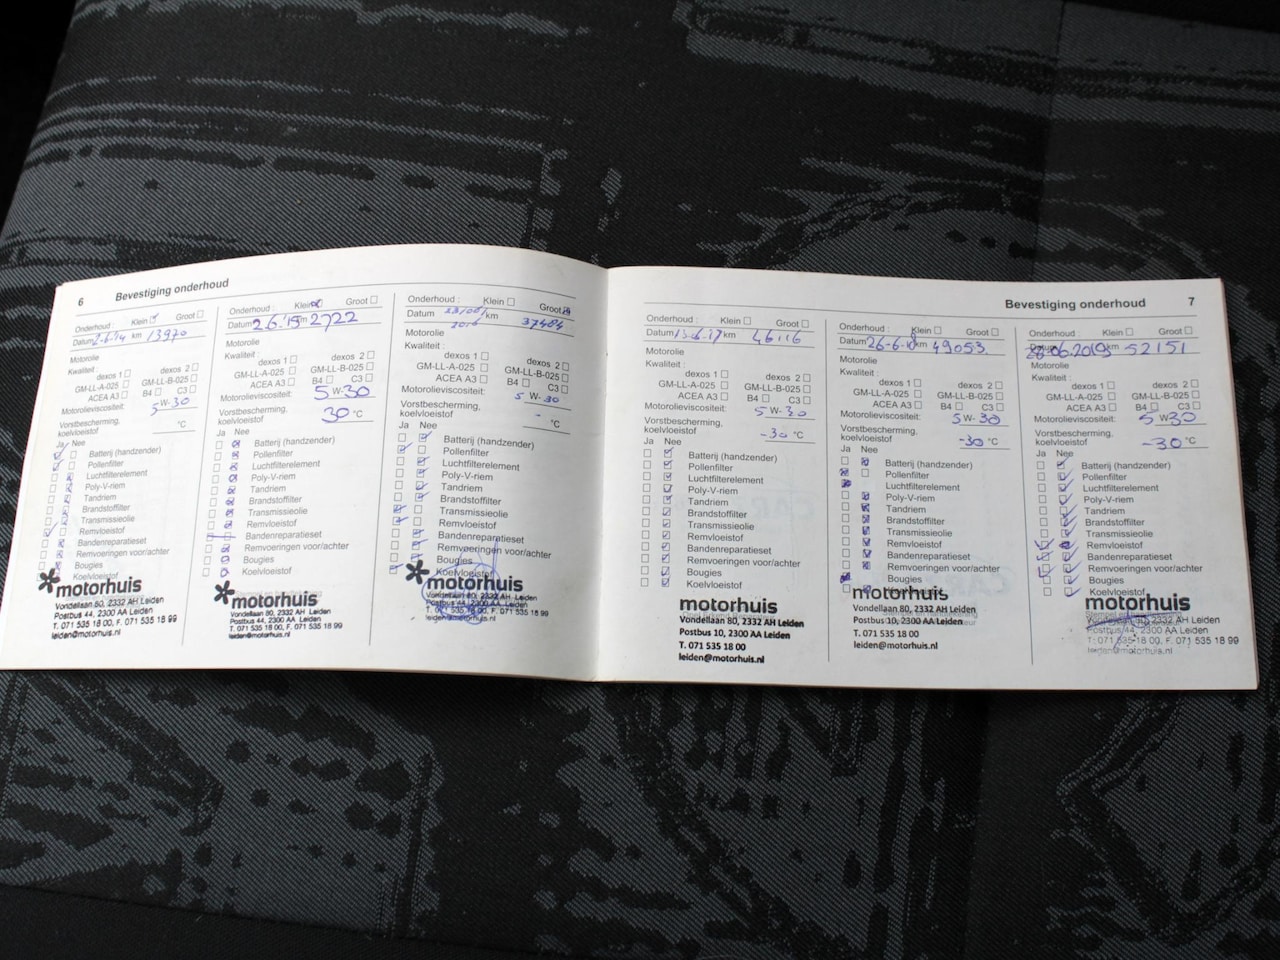 6 Bevestiging onderhoud
Onderhoud : Klein Groot
Datum 2.6.'14 km 13970
Motorolie
Kwaliteit :
dexos 1 dexos 2
GM-LL-A-025 GM-LL-B-025
ACEA A3 B4 C3
Motorolieviscositeit: 5 W- 30
Vorstbescherming, koelvloeistof °C
Ja Nee
Batterij (handzender)
Pollenfilter
Luchtfilterelement
Poly-V-riem
Tandriem
Brandstoffilter
Transmissieolie
Remvloeistof
Bandenreparatieset
Remvoeringen voor/achter
Bougies
Koelvloeistof
motorhuis
Vondellaan 80, 2332 AH Leiden
Postbus 44, 2300 AA Leiden
T. 071 535 18 00, F. 071 535 18 99
leiden@motorhuis.nl
Onderhoud : Klein Groot
Datum 2.6.'15 km 2722
Motorolie
Kwaliteit :
dexos 1 dexos 2
GM-LL-A-025 GM-LL-B-025
ACEA A3 B4 C3
Motorolieviscositeit: 5 W-30
Vorstbescherming, koelvloeistof 30 °C
Ja Nee
Batterij (handzender)
Pollenfilter
Luchtfilterelement
Poly-V-riem
Tandriem
Brandstoffilter
Transmissieolie
Remvloeistof
Bandenreparatieset
Remvoeringen voor/achter
Bougies
Koelvloeistof
motorhuis
Vondellaan 80, 2332 AH Leiden
Postbus 44, 2300 AA Leiden
T. 071 535 18 00, F. 071 535 18 99
leiden@motorhuis.nl
Onderhoud : Klein Groot
Datum 2016 km 37484
Motorolie
Kwaliteit :
dexos 1 dexos 2
GM-LL-A-025 GM-LL-B-025
ACEA A3 B4 C3
Motorolieviscositeit: 5 W- 30
Vorstbescherming, koelvloeistof - °C
Ja Nee
Batterij (handzender)
Pollenfilter
Luchtfilterelement
Poly-V-riem
Tandriem
Brandstoffilter
Transmissieolie
Remvloeistof
Bandenreparatieset
Remvoeringen voor/achter
Bougies
Koelvloeistof
motorhuis
Vondellaan 80, 2332 AH Leiden
Postbus 44, 2300 AA Leiden
T. 071 535 18 00, F. 071 535 18 99
leiden@motorhuis.nl
Bevestiging onderhoud 7
Onderhoud : Klein Groot
Datum km 46116
Motorolie
Kwaliteit :
dexos 1 dexos 2
GM-LL-A-025 GM-LL-B-025
ACEA A3 B4 C3
Motorolieviscositeit: 5 W- 30
Vorstbescherming, koelvloeistof -30 °C
Ja Nee
Batterij (handzender)
Pollenfilter
Luchtfilterelement
Poly-V-riem
Tandriem
Brandstoffilter
Transmissieolie
Remvloeistof
Bandenreparatieset
Remvoeringen voor/achter
Bougies
Koelvloeistof
motorhuis
Vondellaan 80, 2332 AH Leiden
Postbus 10, 2300 AA Leiden
T. 071 535 18 00
leiden@motorhuis.nl
Onderhoud : Klein Groot
Datum 26-6-18 km 49053
Motorolie
Kwaliteit :
dexos 1 dexos 2
GM-LL-A-025 GM-LL-B-025
ACEA A3 B4 C3
Motorolieviscositeit: 5 W- 30
Vorstbescherming, koelvloeistof -30 °C
Ja Nee
Batterij (handzender)
Pollenfilter
Luchtfilterelement
Poly-V-riem
Tandriem
Brandstoffilter
Transmissieolie
Remvloeistof
Bandenreparatieset
Remvoeringen voor/achter
Bougies
motorhuis
Vondellaan 80, 2332 AH Leiden
Postbus 10, 2300 AA Leiden
T. 071 535 18 00
leiden@motorhuis.nl
Onderhoud : Klein Groot
Datum 28.06.2019 km 52151
Motorolie
Kwaliteit :
dexos 1 dexos 2
GM-LL-A-025 GM-LL-B-025
ACEA A3 B4 C3
Motorolieviscositeit: 5 W- 30
Vorstbescherming, koelvloeistof -30 °C
Ja Nee
Batterij (handzender)
Pollenfilter
Luchtfilterelement
Poly-V-riem
Tandriem
Brandstoffilter
Transmissieolie
Remvloeistof
Bandenreparatieset
Remvoeringen voor/achter
Bougies
Koelvloeistof
motorhuis
Vondellaan 80, 2332 AH Leiden
Postbus 44, 2300 AA Leiden
T. 071 535 18 00, F. 071 535 18 99
leiden@motorhuis.nl